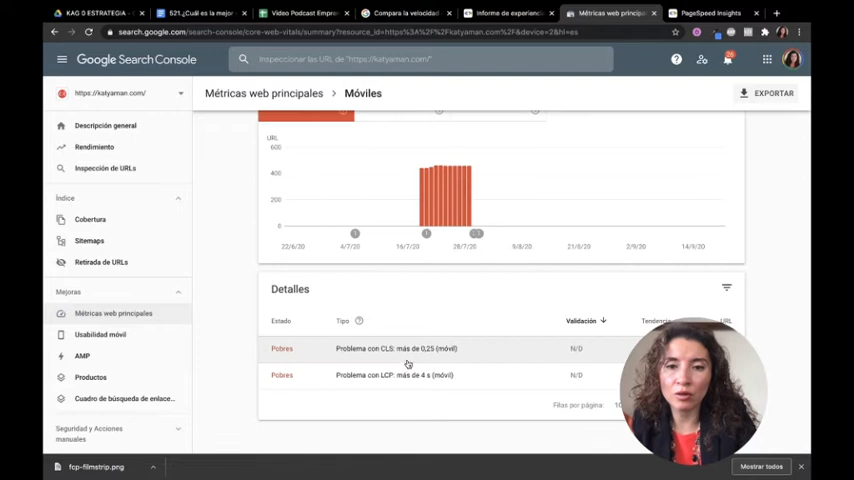 KAG 0 ESTRATEGIA -
521.¿Cuál es la mejor
Video Podcast Empre
Compara la velocidad
Informe de experienci
Métricas web principa
PageSpeed Insights
search.google.com/search-console/core-web-vitals/summary?resource_id=https%3A%2F%2Fkatyaman.com%2F&device=2&hl=es
Google Search Console
Inspeccionar las URL de "https://katyaman.com/"
26
https://katyaman.com/
Métricas web principales > Móviles
EXPORTAR
Descripción general
Rendimiento
Inspección de URLs
Índice
Cobertura
Sitemaps
Retirada de URLs
Mejoras
Métricas web principales
Usabilidad móvil
AMP
Productos
Cuadro de búsqueda de enlace...
Seguridad y Acciones
manuales
URL
600
400
200
0
22/6/20 4/7/20 16/7/20 28/7/20 9/8/20 21/8/20 2/9/20 14/9/20
Detalles
Estado Tipo Validación Tendencia URL
Pobres Problema con CLS: más de 0,25 (móvil) N/D
Pobres Problema con LCP: más de 4 s (móvil) N/D
Filas por página: 10
fcp-filmstrip.png
Mostrar todos